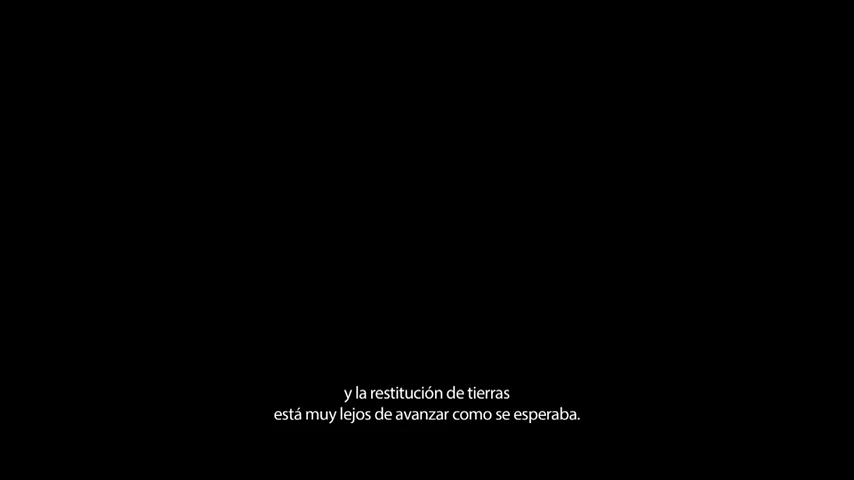 y la restitución de tierras
está muy lejos de avanzar como se esperaba.